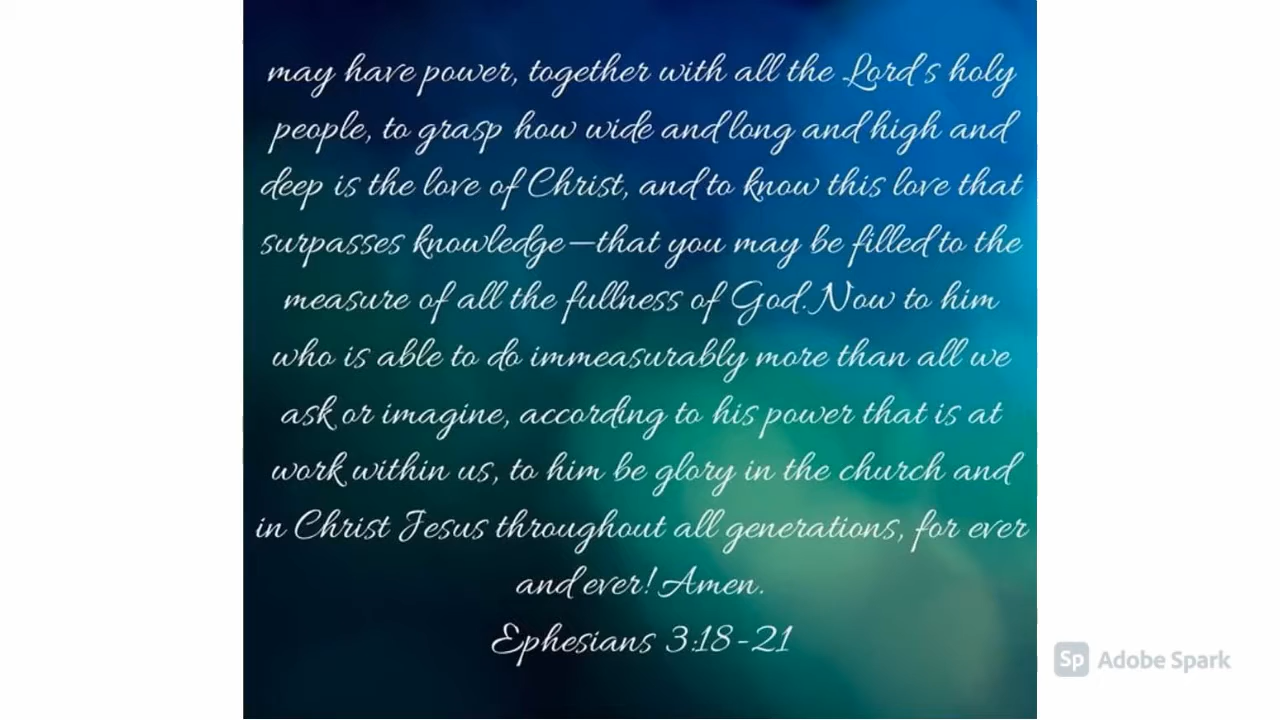 may have power, together with all the Lord's holy
people, to grasp how wide and long and high and
deep is the love of Christ, and to know this love that
surpasses knowledge—that you may be filled to the
measure of all the fullness of God. Now to him
who is able to do immeasurably more than all we
ask or imagine, according to his power that is at
work within us, to him be glory in the church and
in Christ Jesus throughout all generations, for ever
and ever! Amen.
Ephesians 3:18-21
Sp Adobe Spark